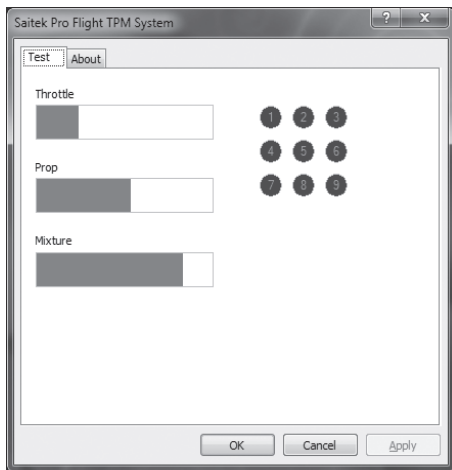 Saitek Pro Flight TPM System
? X
Test About
Throttle
1 2 3
4 5 6
Prop
7 8 9
Mixture
OK Cancel Apply